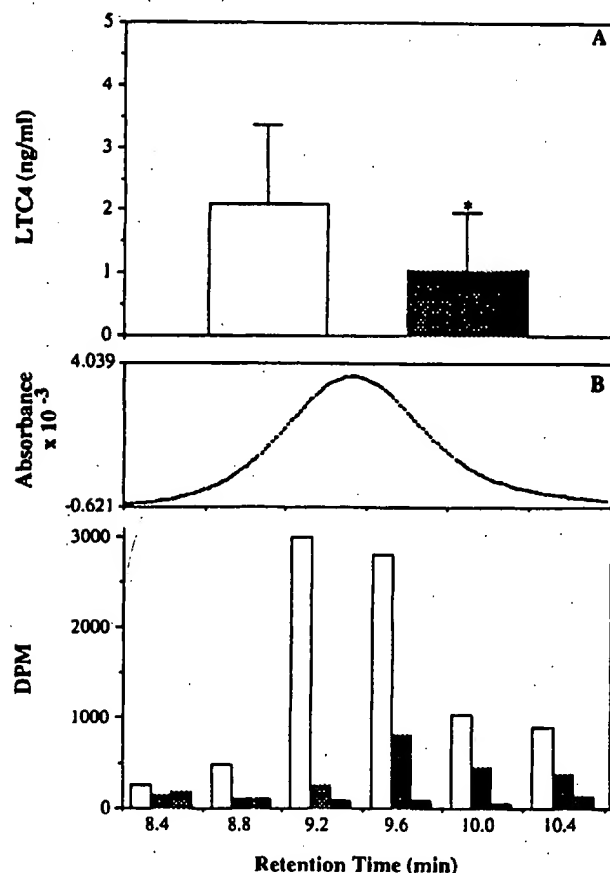 A
5
4
3
2
1
0
LTC4 (ng/ml)
*
B
4.039
-0.621
Absorbance
x 10 -3
3000
2000
1000
0
DPM
8.4 8.8 9.2 9.6 10.0 10.4
Retention Time (min)